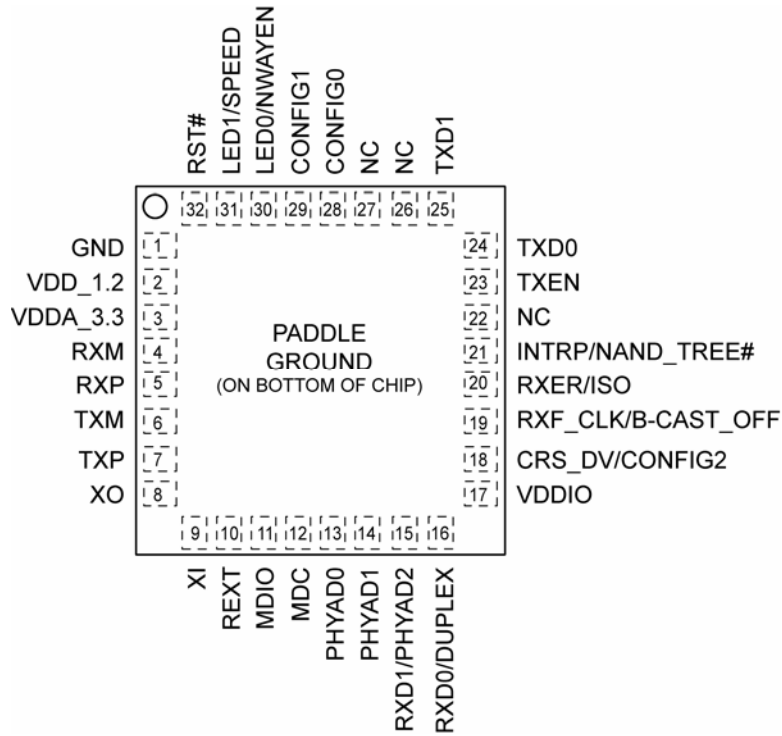 RST#
LED1/SPEED
LED0/NWAYEN
CONFIG1
CONFIG0
NC
NC
TXD1
32 31 30 29 28 27 26 25
GND 1
VDD_1.2 2
VDDA_3.3 3
RXM 4
RXP 5
TXM 6
TXP 7
XO 8
PADDLE
GROUND
(ON BOTTOM OF CHIP)
24 TXD0
23 TXEN
22 NC
21 INTRP/NAND_TREE#
20 RXER/ISO
19 RXF_CLK/B-CAST_OFF
18 CRS_DV/CONFIG2
17 VDDIO
9 10 11 12 13 14 15 16
XI
REXT
MDIO
MDC
PHYAD0
PHYAD1
RXD1/PHYAD2
RXD0/DUPLEX